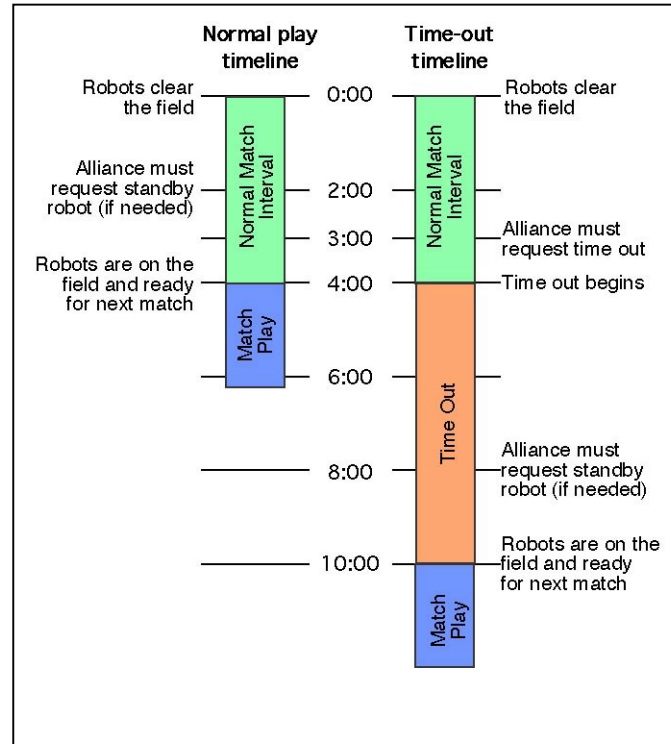 Normal play
timeline
Time-out
timeline
Robots clear
the field
0:00
Robots clear
the field
Normal Match
Interval
Normal Match
Interval
Alliance must
request standby
robot (if needed)
2:00
3:00
Alliance must
request time out
Robots are on the
field and ready
for next match
4:00
Time out begins
Match
Play
6:00
Time Out
8:00
Alliance must
request standby
robot (if needed)
10:00
Robots are on the
field and ready
for next match
Match
Play